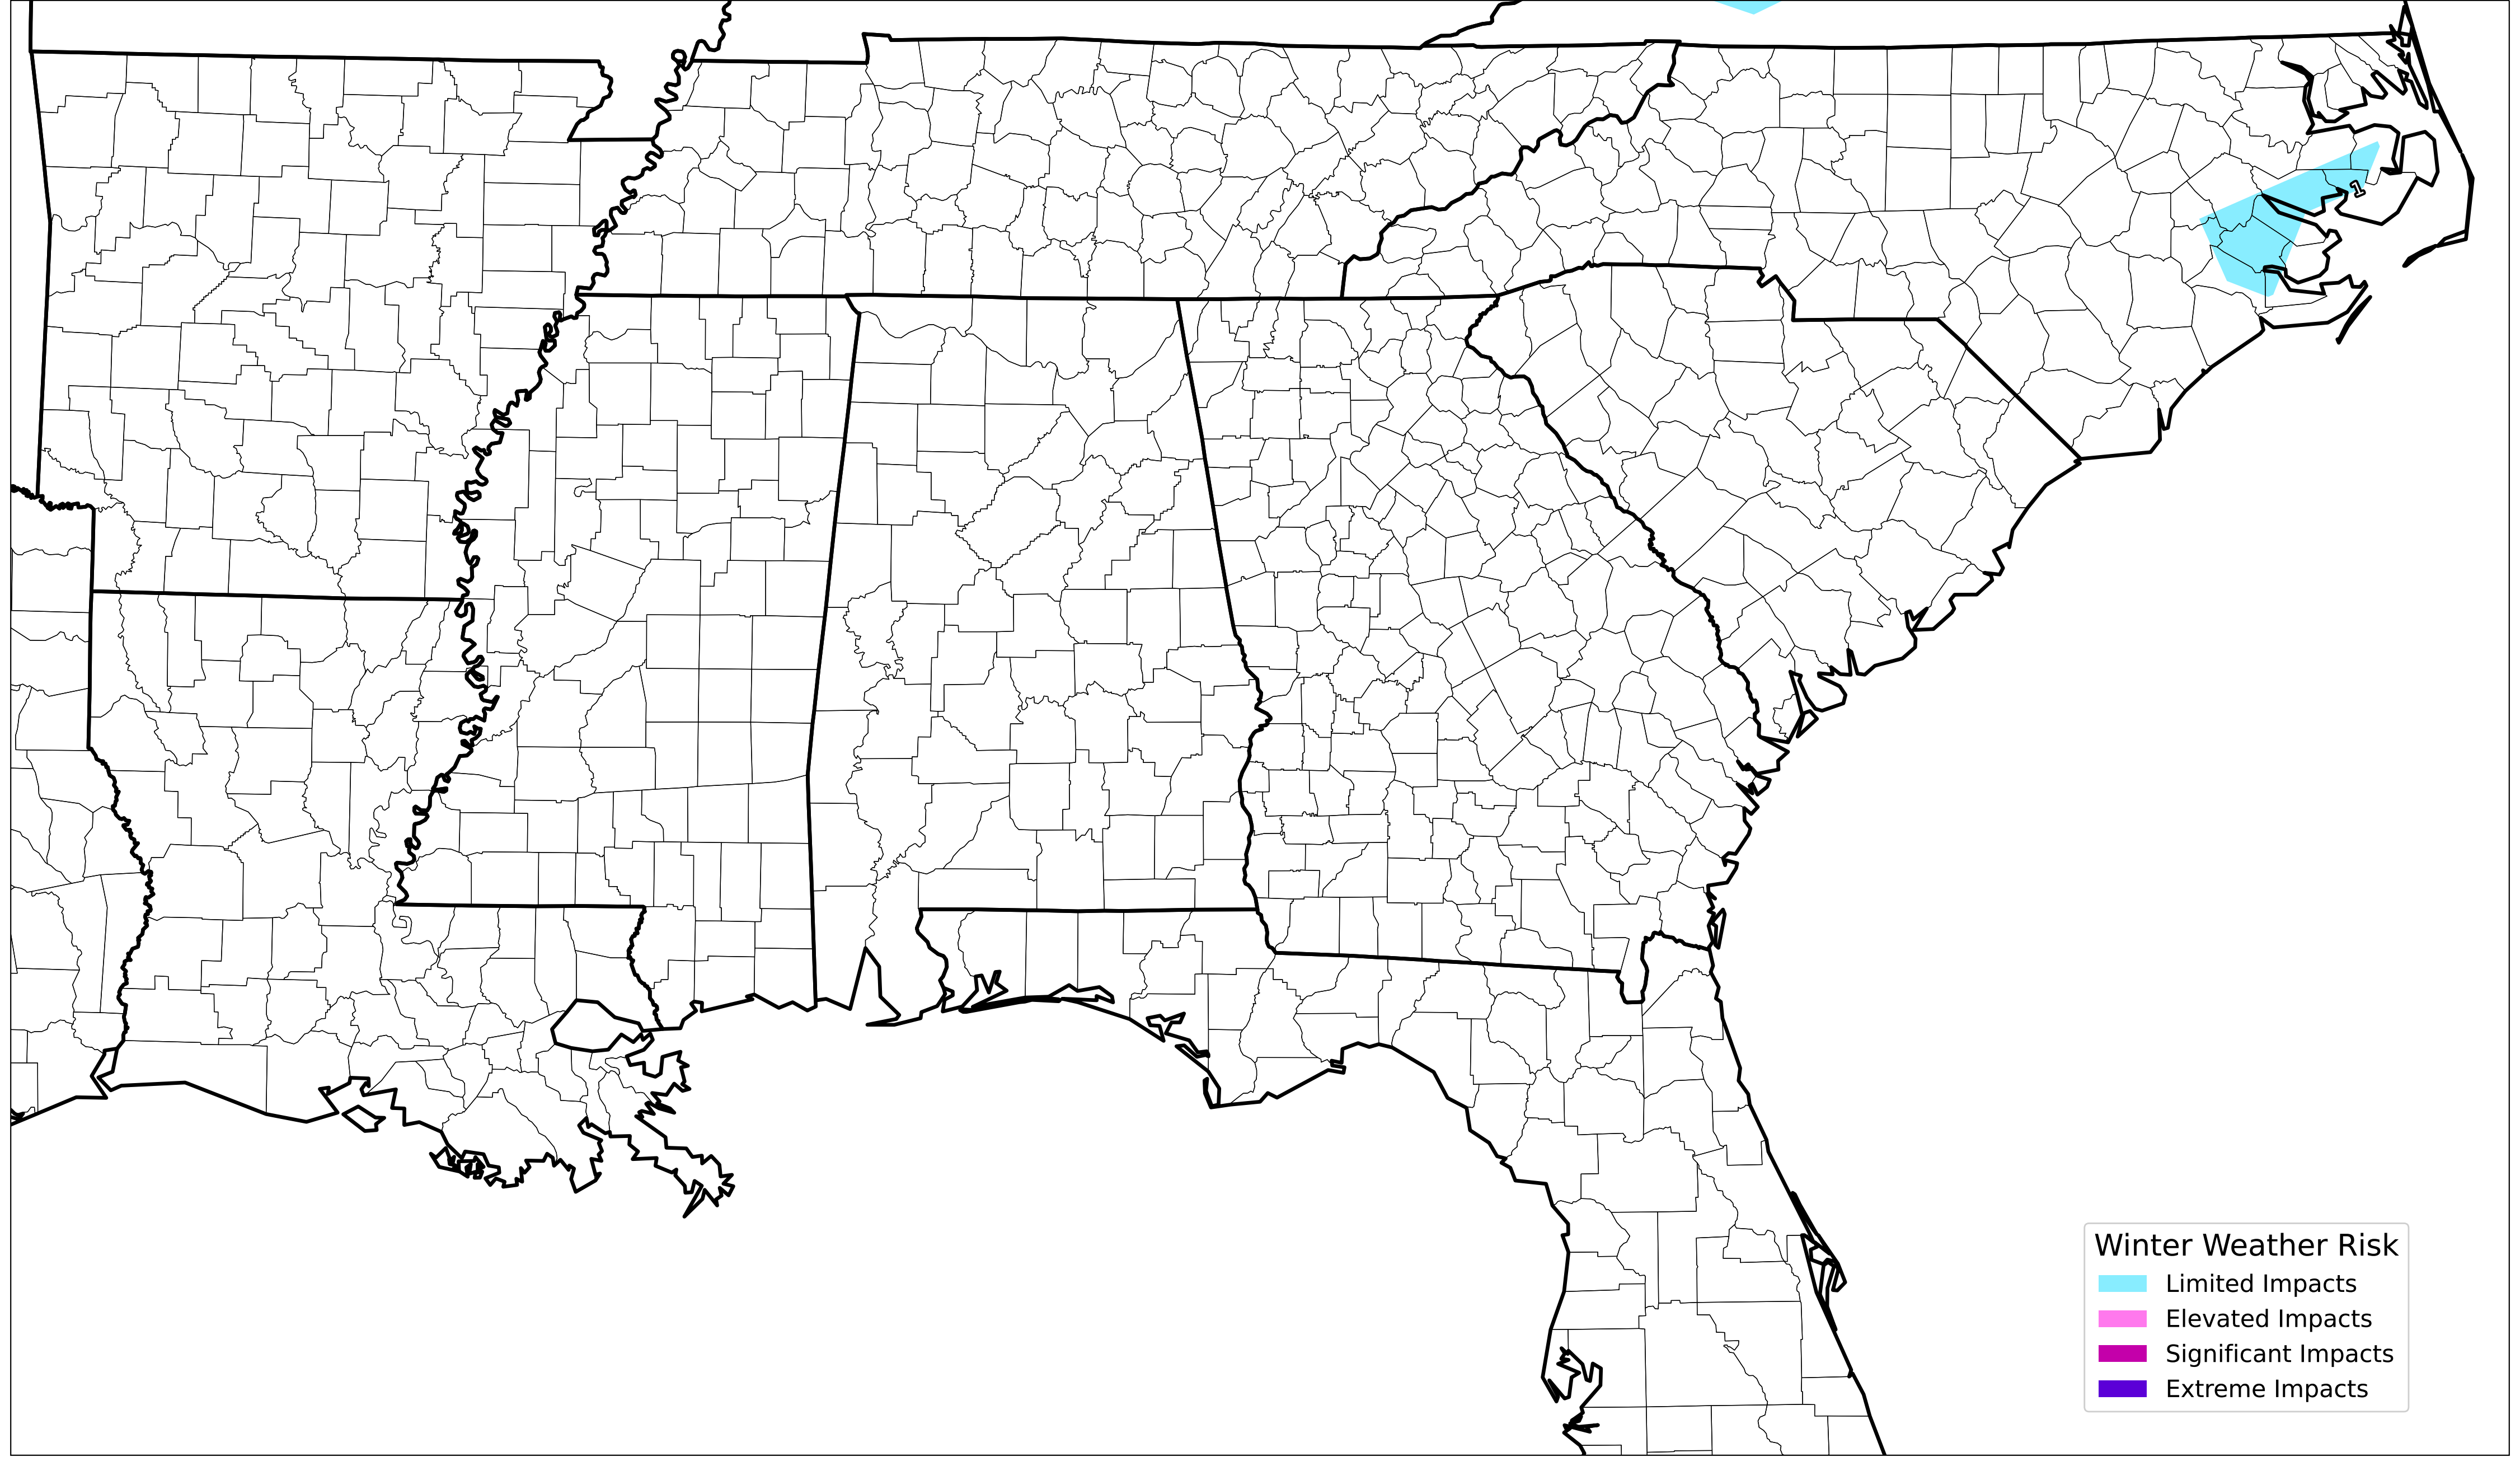 1
Winter Weather Risk
Limited Impacts
Elevated Impacts
Significant Impacts
Extreme Impacts